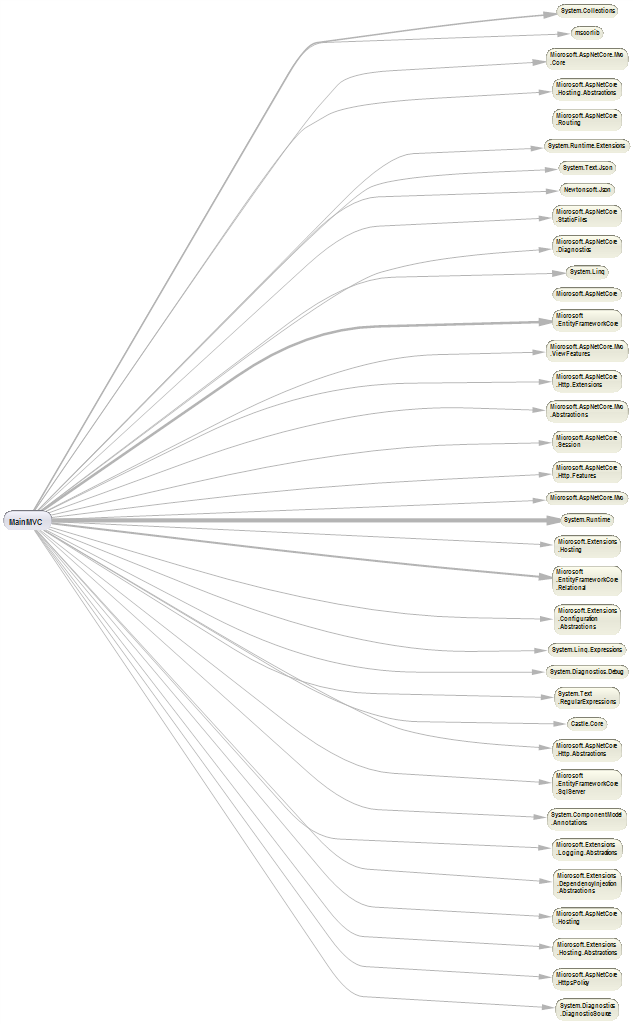 System.Collections
mscorlib
Microsoft.AspNetCore.Mvc
.Core
Microsoft.AspNetCore
.Hosting.Abstractions
Microsoft.AspNetCore
.Routing
System.Runtime.Extensions
System.Text.Json
Newtonsoft.Json
Microsoft.AspNetCore
.StaticFiles
Microsoft.AspNetCore
.Diagnostics
System.Linq
Microsoft.AspNetCore
Microsoft
.EntityFrameworkCore
Microsoft.AspNetCore.Mvc
.ViewFeatures
Microsoft.AspNetCore
.Http.Extensions
Microsoft.AspNetCore.Mvc
.Abstractions
Microsoft.AspNetCore
.Session
Microsoft.AspNetCore
.Http.Features
Microsoft.AspNetCore.Mvc
MainMVC
System.Runtime
Microsoft.Extensions
.Hosting
Microsoft
.EntityFrameworkCore
.Relational
Microsoft.Extensions
.Configuration
.Abstractions
System.Linq.Expressions
System.Diagnostics.Debug
System.Text
.RegularExpressions
Castle.Core
Microsoft.AspNetCore
.Http.Abstractions
Microsoft
.EntityFrameworkCore
.SqlServer
System.ComponentModel
.Annotations
Microsoft.Extensions
.Logging.Abstractions
Microsoft.Extensions
.DependencyInjection
.Abstractions
Microsoft.AspNetCore
.Hosting
Microsoft.Extensions
.Hosting.Abstractions
Microsoft.AspNetCore
.HttpsPolicy
System.Diagnostics
.DiagnosticSource